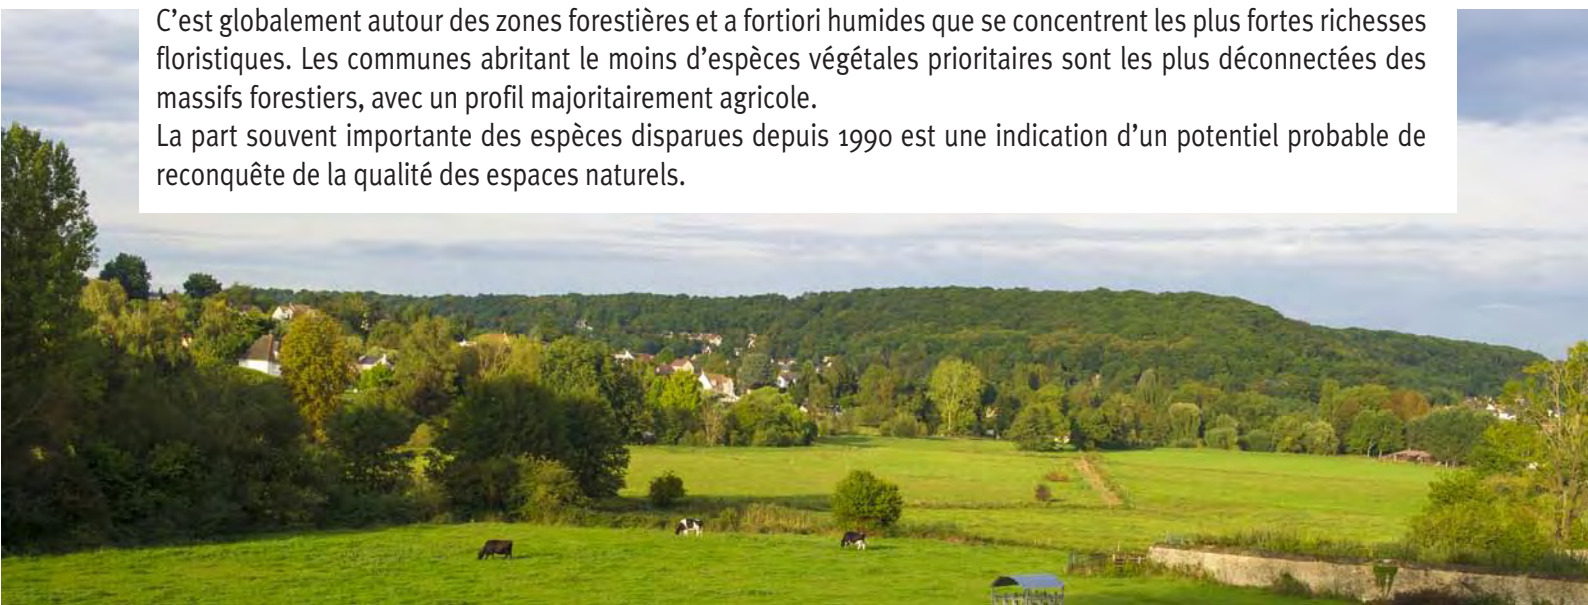 C’est globalement autour des zones forestières et a fortiori humides que se concentrent les plus fortes richesses
floristiques. Les communes abritant le moins d’espèces végétales prioritaires sont les plus déconnectées des
massifs forestiers, avec un profil majoritairement agricole.
La part souvent importante des espèces disparues depuis 1990 est une indication d’un potentiel probable de
reconquête de la qualité des espaces naturels.